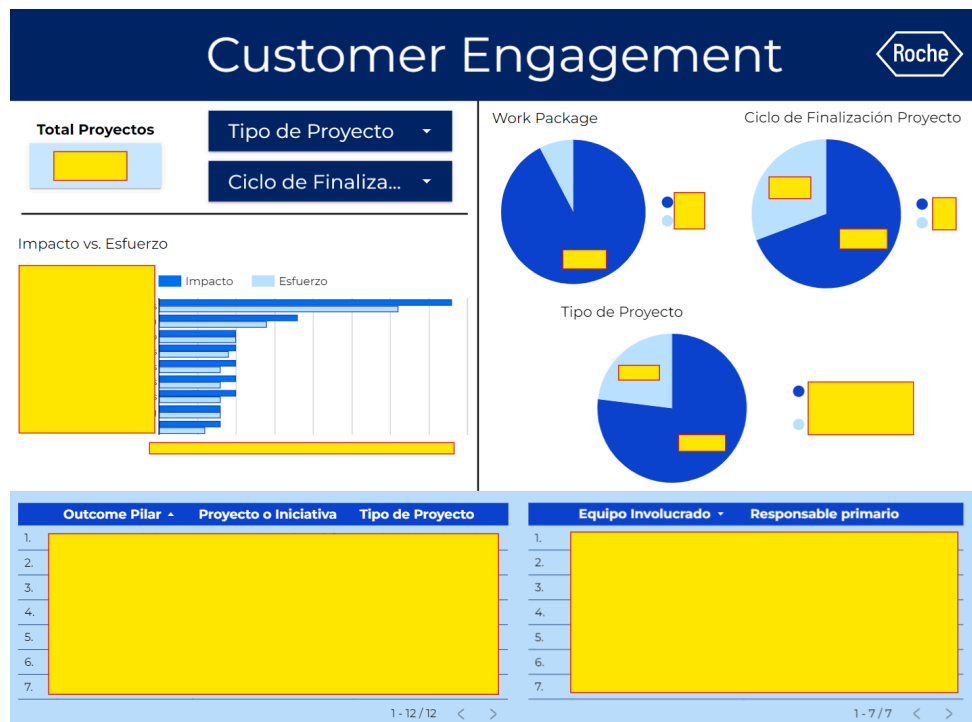 Customer Engagement
Roche
Total Proyectos
Tipo de Proyecto
Ciclo de Finaliza...
Impacto vs. Esfuerzo
Impacto
Esfuerzo
Work Package
Ciclo de Finalización Proyecto
Tipo de Proyecto
Outcome Pilar Proyecto o Iniciativa Tipo de Proyecto
1.
2.
3.
4.
5.
6.
7.
1 - 12 / 12
Equipo Involucrado Responsable primario
1.
2.
3.
4.
5.
6.
7.
1 - 7 / 7